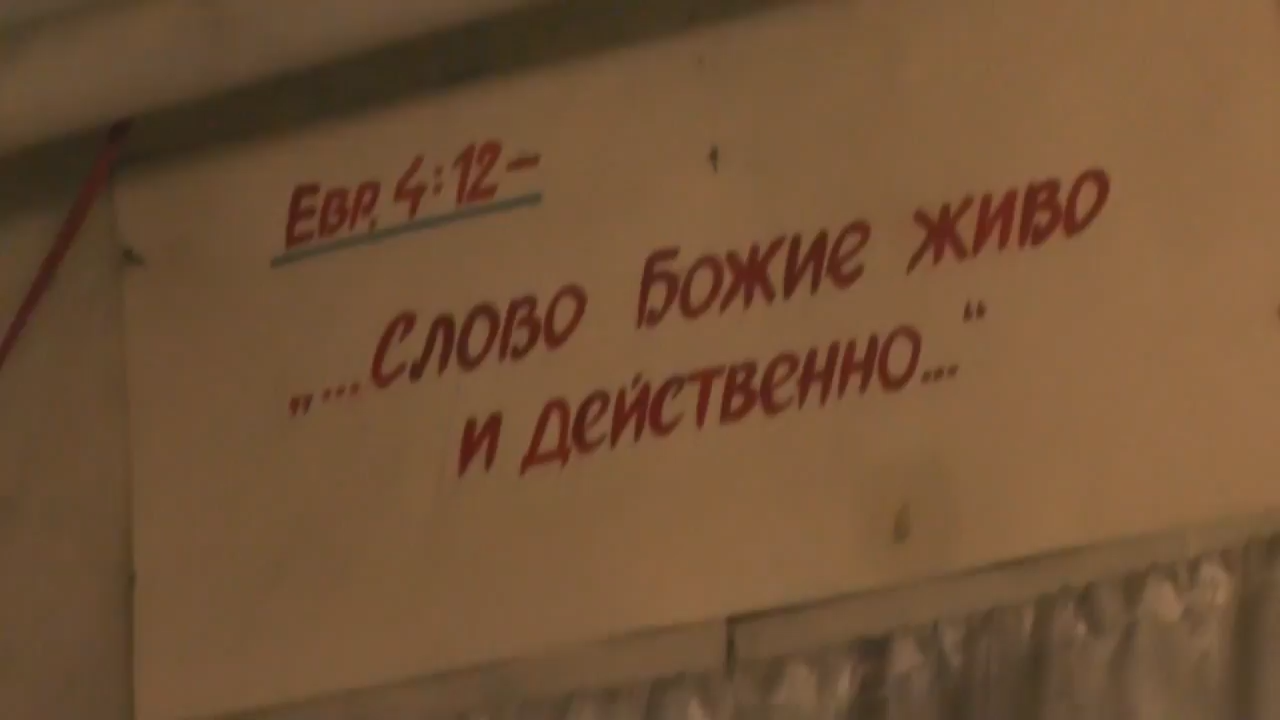 Евр. 4:12-
„...Слово Божие живо
и действенно...“